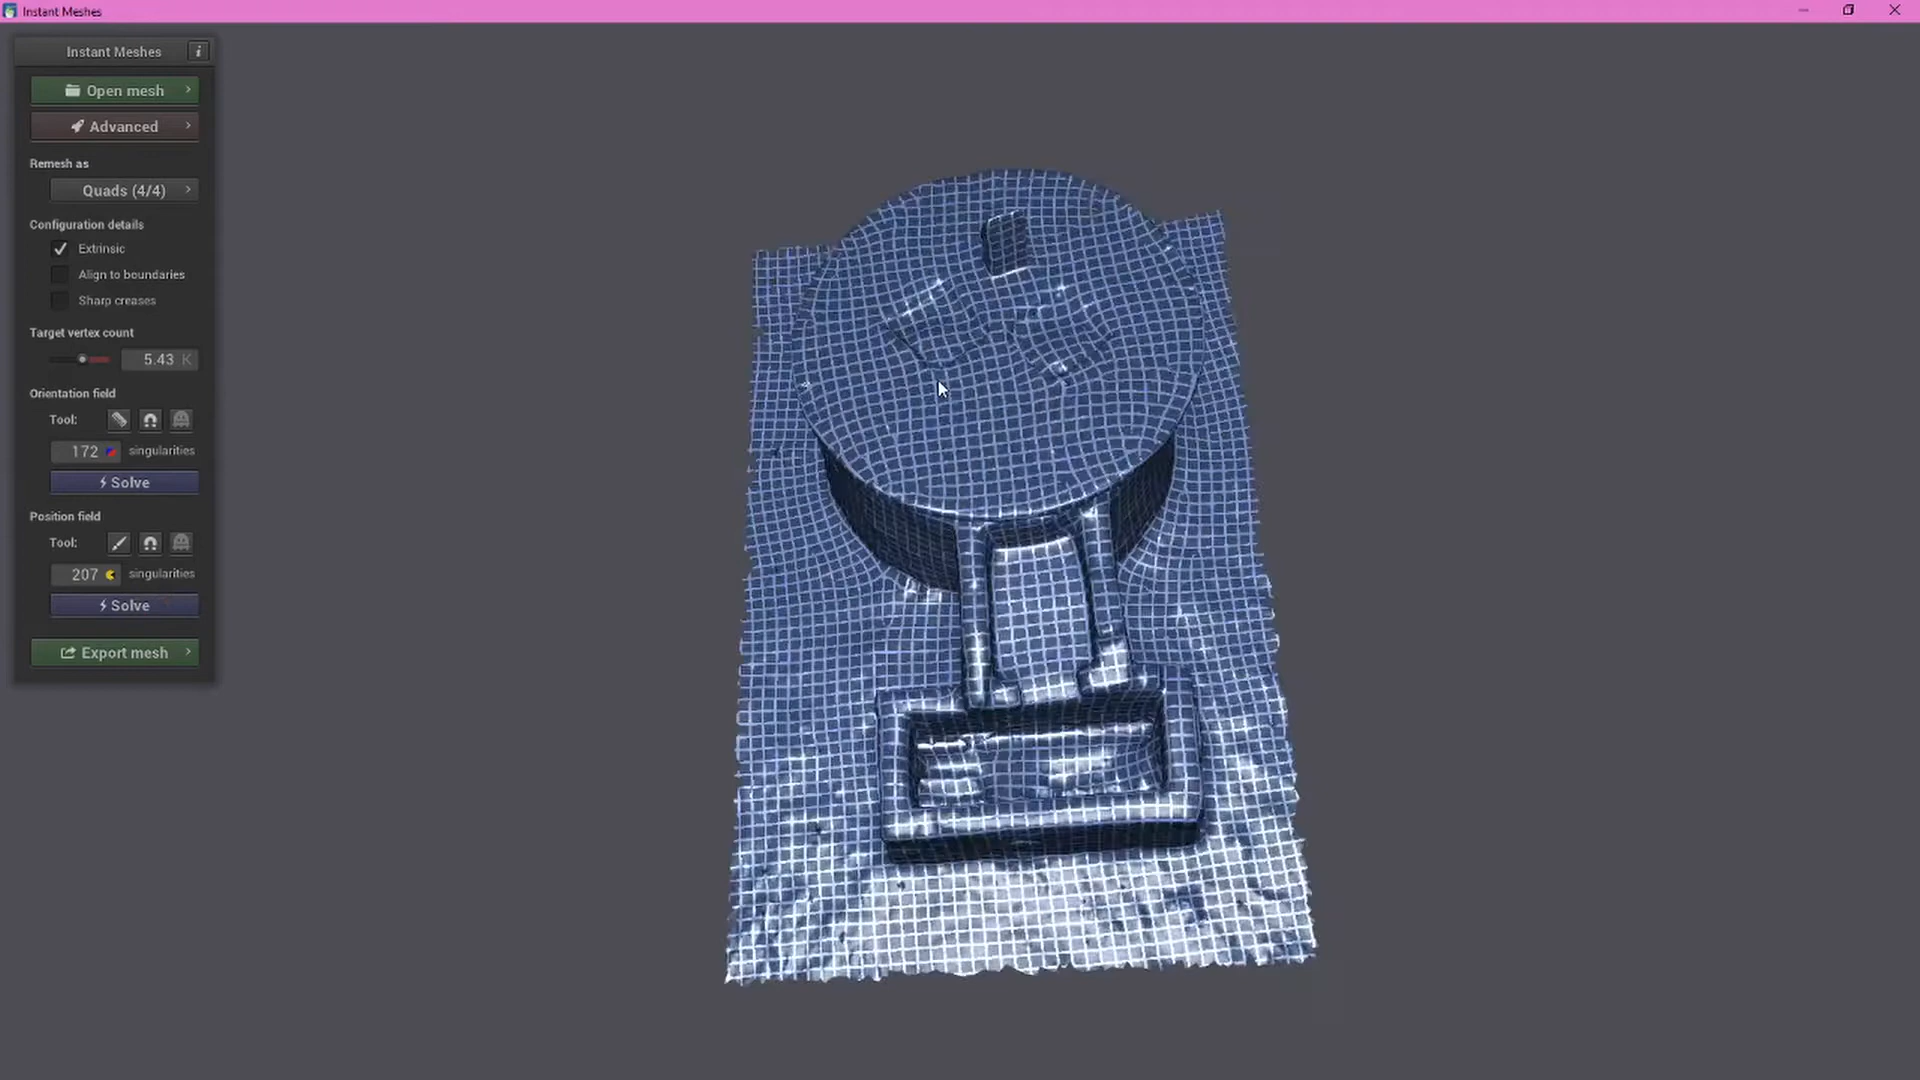 Instant Meshes
Instant Meshes i
Open mesh
Advanced
Remesh as
Quads (4/4)
Configuration details
Extrinsic
Align to boundaries
Sharp creases
Target vertex count
5.43 K
Orientation field
Tool:
172 singularities
Solve
Position field
Tool:
207 singularities
Solve
Export mesh